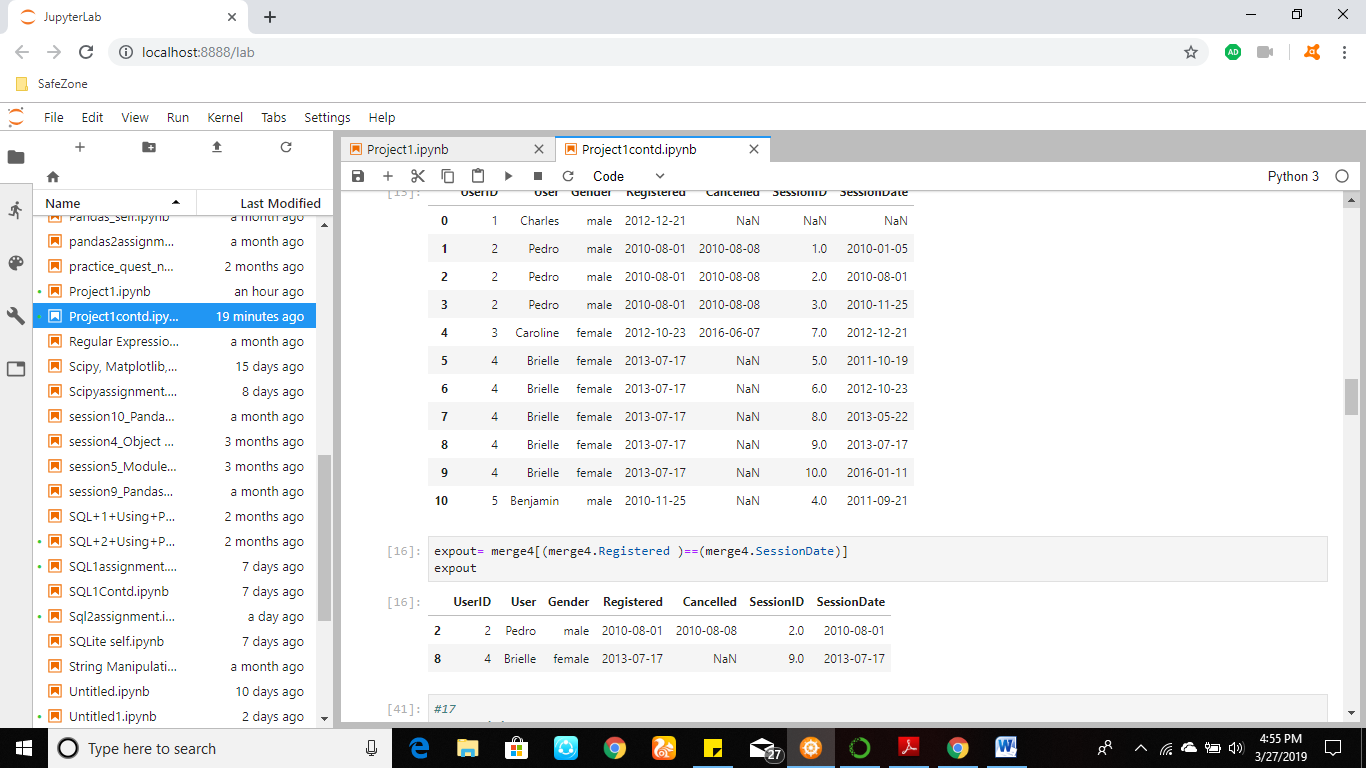 JupyterLab
localhost:8888/lab
AD
SafeZone
File Edit View Run Kernel Tabs Settings Help
Project1.ipynb
Project1contd.ipynb
Code
Python 3
Name Last Modified
Pandas_self.ipynb a month ago
pandas2assignm... a month ago
practice_quest_n... 2 months ago
Project1.ipynb an hour ago
Project1contd.ipy... 19 minutes ago
Regular Expressio... a month ago
Scipy, Matplotlib,... 15 days ago
Scipyassignment.... 8 days ago
session10_Panda... a month ago
session4_Object ... 3 months ago
session5_Module... 3 months ago
session9_Pandas... a month ago
SQL+1+Using+P... 2 months ago
SQL+2+Using+P... 2 months ago
SQL1assignment.... 7 days ago
SQL1Contd.ipynb 7 days ago
Sql2assignment.i... a day ago
SQLite self.ipynb 7 days ago
String Manipulati... a month ago
Untitled.ipynb 10 days ago
Untitled1.ipynb 2 days ago
[15]:
UserID User Gender Registered Cancelled SessionID SessionDate
0 1 Charles male 2012-12-21 NaN NaN NaN
1 2 Pedro male 2010-08-01 2010-08-08 1.0 2010-01-05
2 2 Pedro male 2010-08-01 2010-08-08 2.0 2010-08-01
3 2 Pedro male 2010-08-01 2010-08-08 3.0 2010-11-25
4 3 Caroline female 2012-10-23 2016-06-07 7.0 2012-12-21
5 4 Brielle female 2013-07-17 NaN 5.0 2011-10-19
6 4 Brielle female 2013-07-17 NaN 6.0 2012-10-23
7 4 Brielle female 2013-07-17 NaN 8.0 2013-05-22
8 4 Brielle female 2013-07-17 NaN 9.0 2013-07-17
9 4 Brielle female 2013-07-17 NaN 10.0 2016-01-11
10 5 Benjamin male 2010-11-25 NaN 4.0 2011-09-21
[16]:
expout= merge4[(merge4.Registered )==(merge4.SessionDate)]
expout
[16]:
UserID User Gender Registered Cancelled SessionID SessionDate
2 2 Pedro male 2010-08-01 2010-08-08 2.0 2010-08-01
8 4 Brielle female 2013-07-17 NaN 9.0 2013-07-17
[41]:
#17
Type here to search
27
4:55 PM
3/27/2019